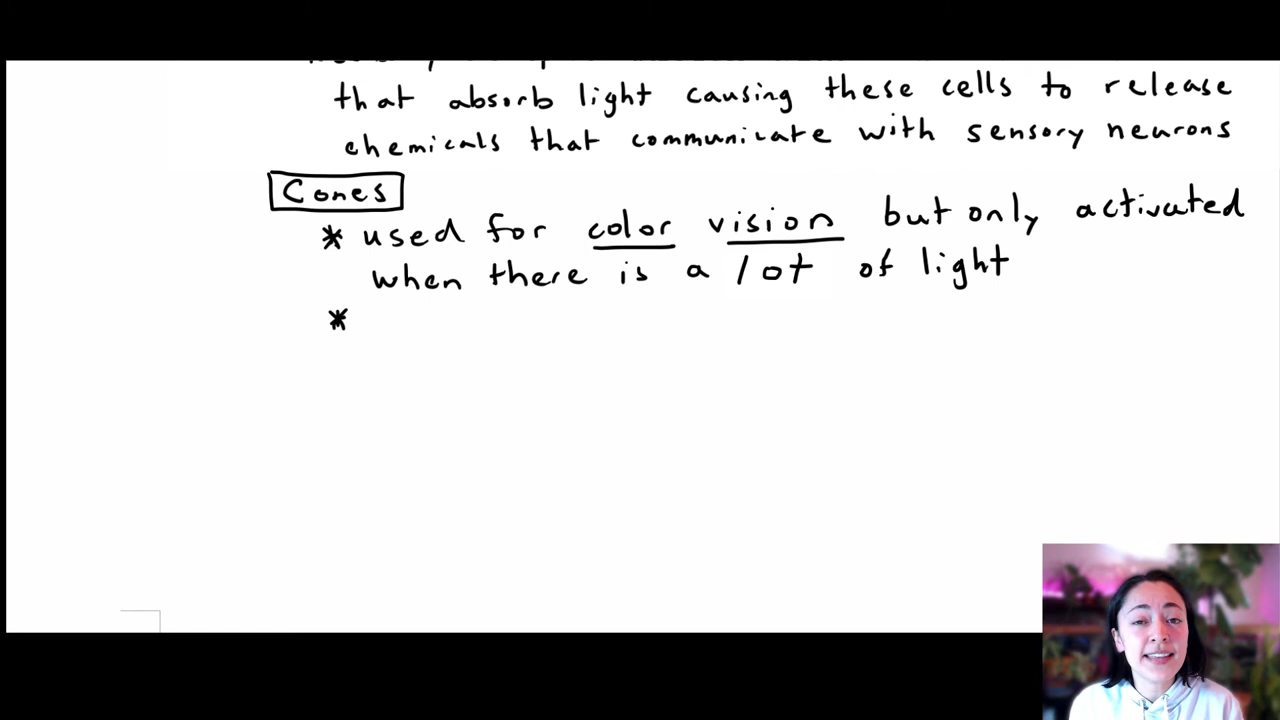 that absorb light causing these cells to release
chemicals that communicate with sensory neurons
Cones
* used for color vision but only activated
when there is a lot of light
*